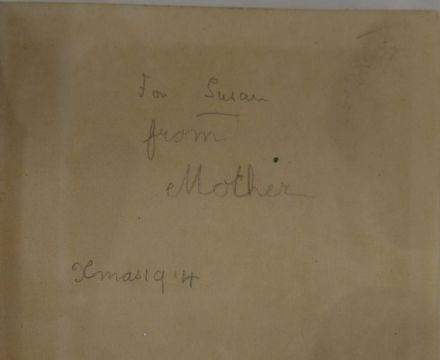 For Susan
from
Mother
Xmas 1914